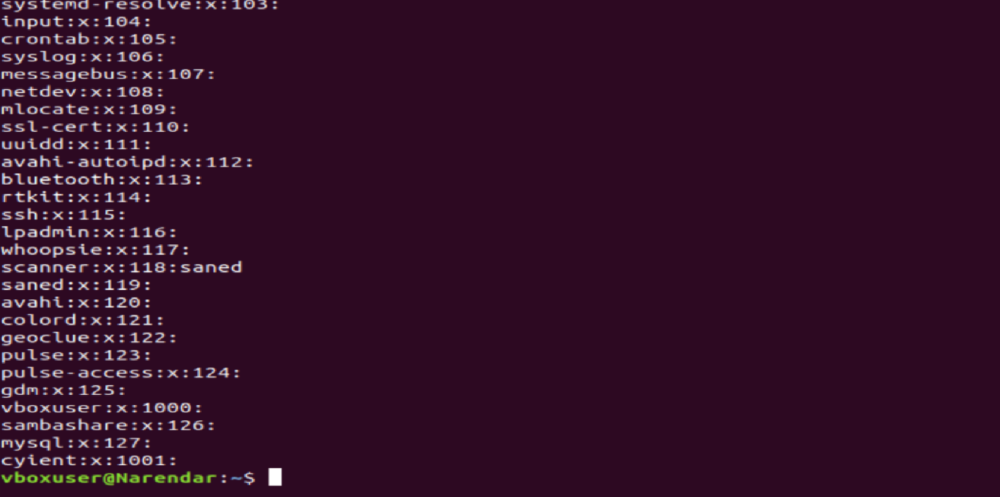 systemd-resolve:x:103:
input:x:104:
crontab:x:105:
syslog:x:106:
messagebus:x:107:
netdev:x:108:
mlocate:x:109:
ssl-cert:x:110:
uuidd:x:111:
avahi-autoipd:x:112:
bluetooth:x:113:
rtkit:x:114:
ssh:x:115:
lpadmin:x:116:
whoopsie:x:117:
scanner:x:118:saned
saned:x:119:
avahi:x:120:
colord:x:121:
geoclue:x:122:
pulse:x:123:
pulse-access:x:124:
gdm:x:125:
vboxuser:x:1000:
sambashare:x:126:
mysql:x:127:
cyient:x:1001:
vboxuser@Narendar:~$